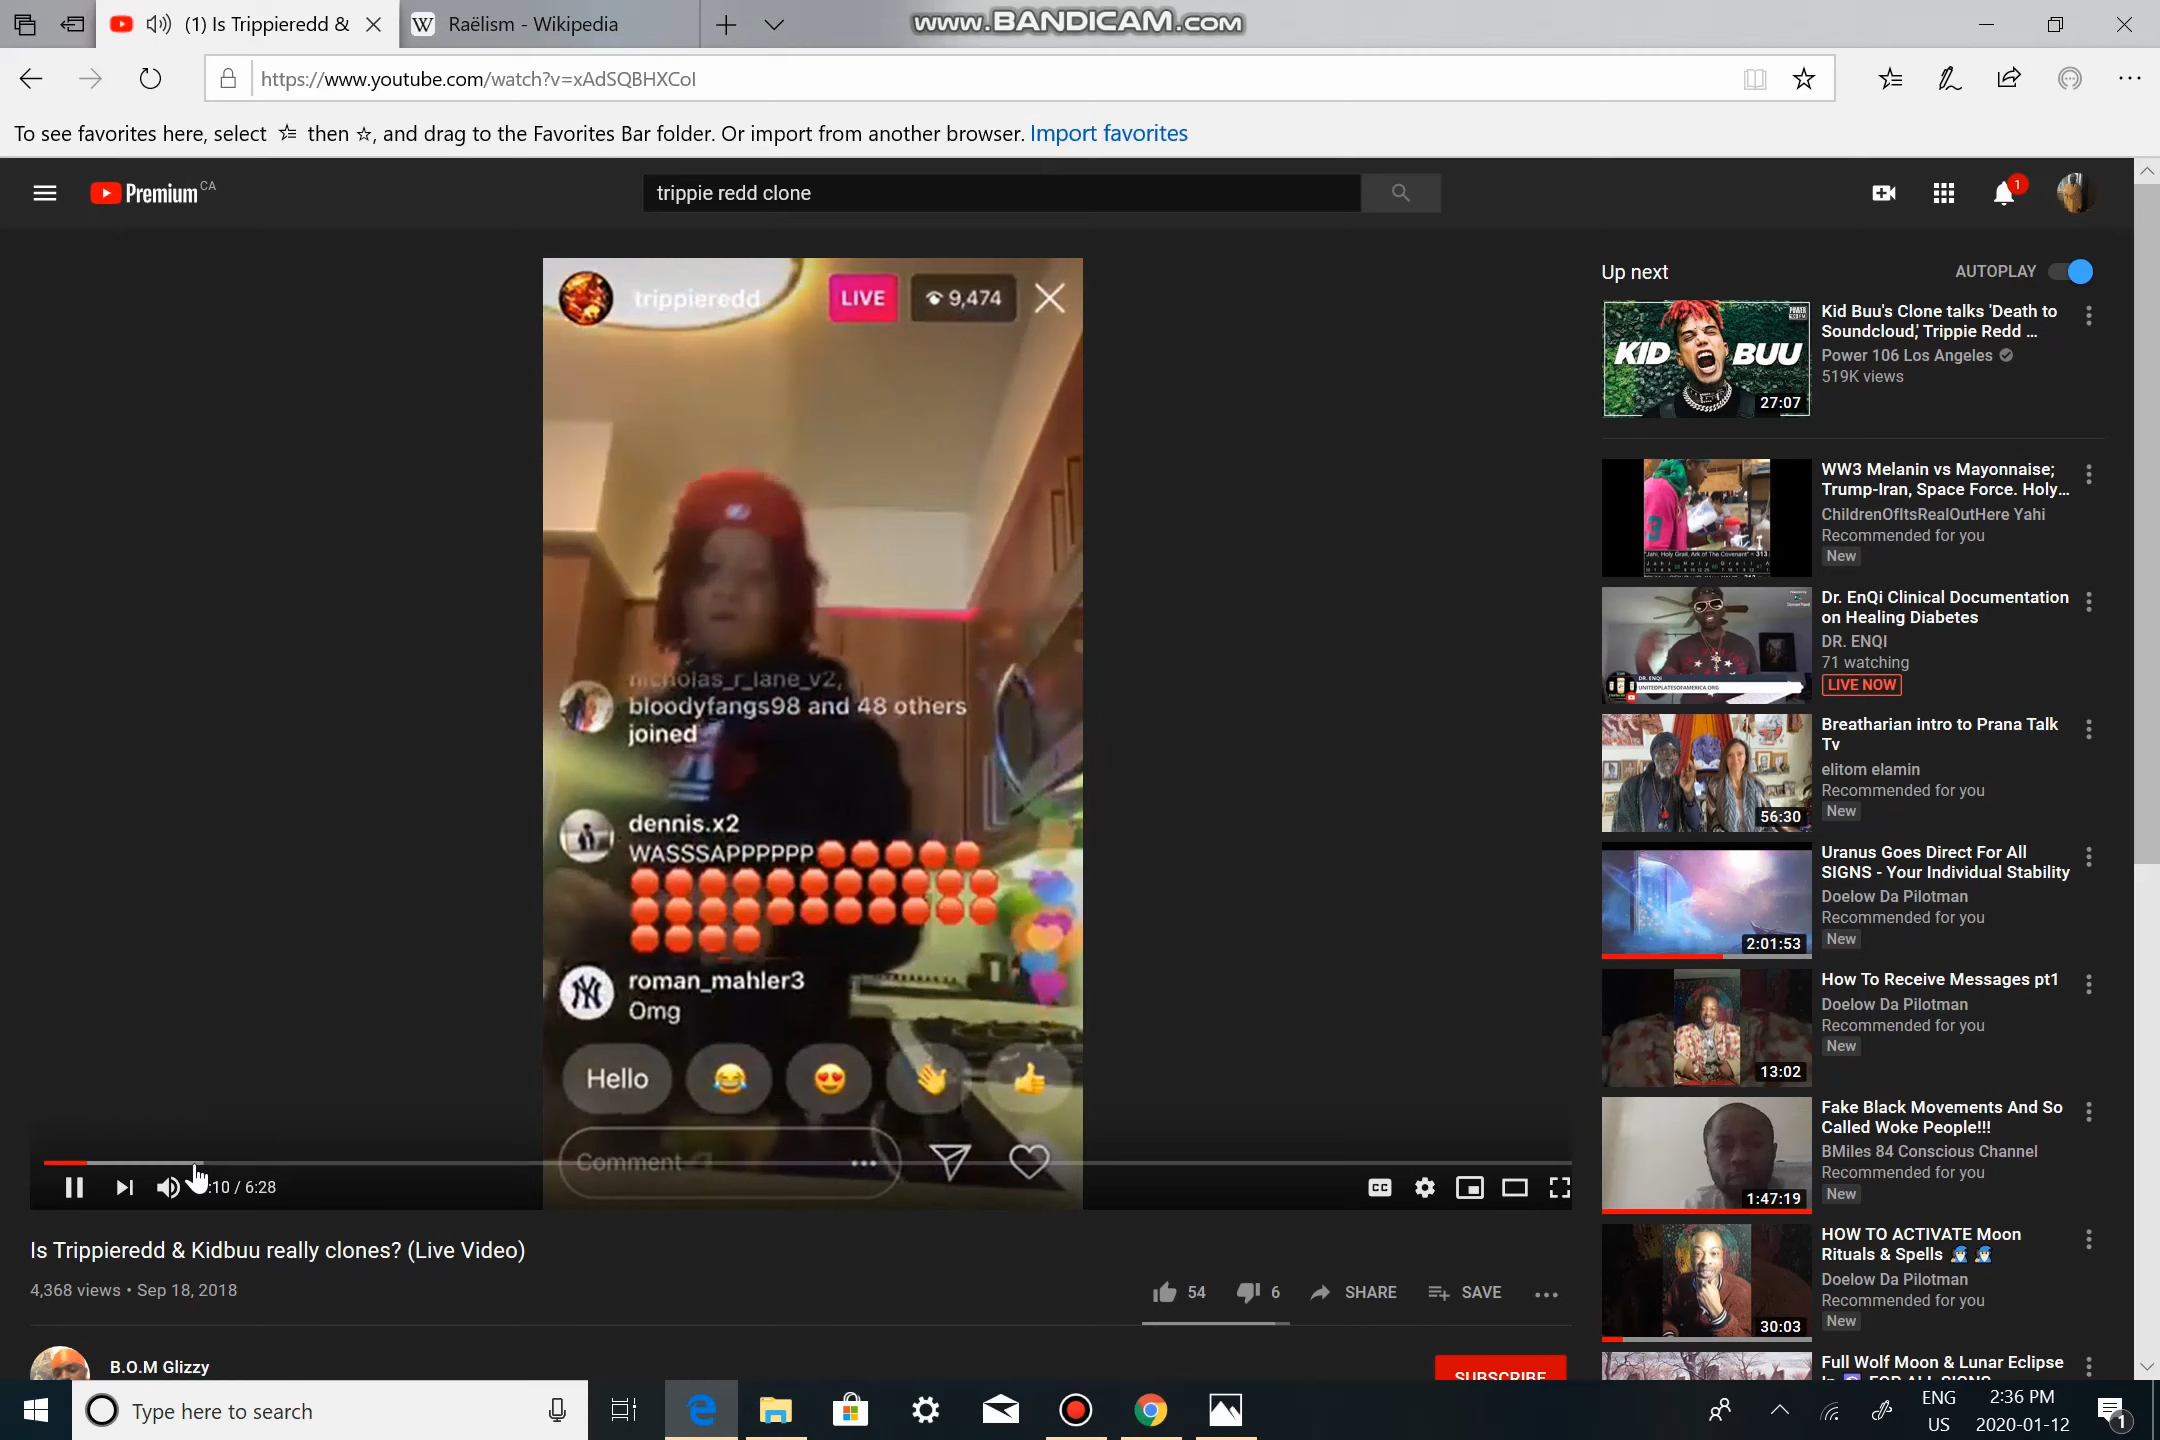 (1) Is Trippieredd &
W Raëlism - Wikipedia
www.BANDICAM.com
https://www.youtube.com/watch?v=xAdSQBHXCoI
To see favorites here, select then , and drag to the Favorites Bar folder. Or import from another browser. Import favorites
Premium CA
trippie redd clone
1
trippieredd
LIVE
9,474
bloodyfangs98 and 48 others
joined
dennis.x2
WASSSAPPPPPP
roman_mahler3
Omg
Hello
Comment
:10 / 6:28
CC
Is Trippieredd & Kidbuu really clones? (Live Video)
4,368 views • Sep 18, 2018
54
6
SHARE
SAVE
B.O.M Glizzy
SUBSCRIBE
Up next
AUTOPLAY
KID BUU
27:07
Kid Buu's Clone talks 'Death to
Soundcloud,' Trippie Redd ...
Power 106 Los Angeles
519K views
WW3 Melanin vs Mayonnaise;
Trump-Iran, Space Force. Holy...
ChildrenOfItsRealOutHere Yahi
Recommended for you
New
Dr. EnQi Clinical Documentation
on Healing Diabetes
DR. ENQI
71 watching
LIVE NOW
56:30
Breatharian intro to Prana Talk
Tv
elitom elamin
Recommended for you
New
2:01:53
Uranus Goes Direct For All
SIGNS - Your Individual Stability
Doelow Da Pilotman
Recommended for you
New
13:02
How To Receive Messages pt1
Doelow Da Pilotman
Recommended for you
New
1:47:19
Fake Black Movements And So
Called Woke People!!!
BMiles 84 Conscious Channel
Recommended for you
New
30:03
HOW TO ACTIVATE Moon
Rituals & Spells
Doelow Da Pilotman
Recommended for you
New
Full Wolf Moon & Lunar Eclipse
Type here to search
ENG
US
2:36 PM
2020-01-12
1